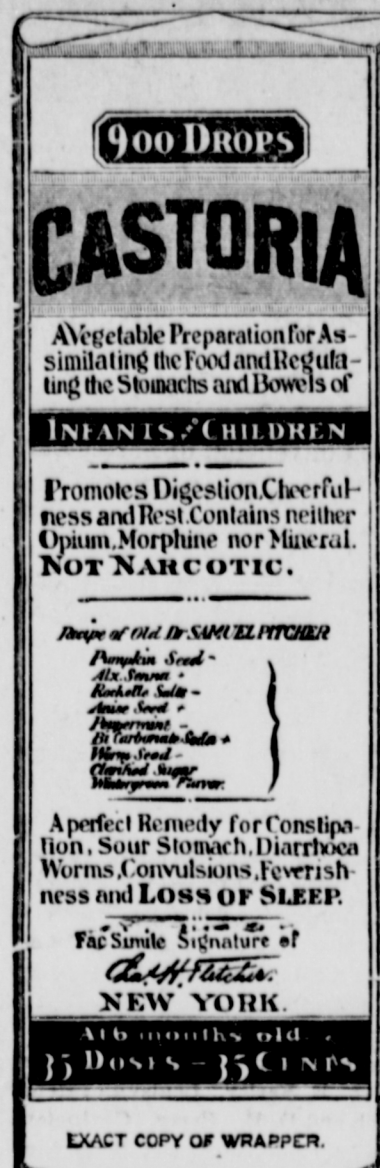 900 DROPS
CASTORIA
AVegetable Preparation for As-
similating the Food and Regula-
ting the Stomachs and Bowels of
INFANTS & CHILDREN
Promotes Digestion,Cheerful-
ness and Rest.Contains neither
Opium,Morphine nor Mineral.
NOT NARCOTIC.
Recipe of Old Dr SAMUEL PITCHER
Pumpkin Seed -
Alx. Senna +
Rochelle Salts -
Anise Seed +
Peppermint -
Bi Carbonate Soda +
Worm Seed -
Clarified Sugar
Wintergreen Flavor.
A perfect Remedy for Constipa-
tion, Sour Stomach, Diarrhoea
Worms,Convulsions,Feverish-
ness and LOSS OF SLEEP.
Fac Simile Signature of
Chas H Fletcher.
NEW YORK.
At 6 months old
35 DOSES - 35 CENTS
EXACT COPY OF WRAPPER.